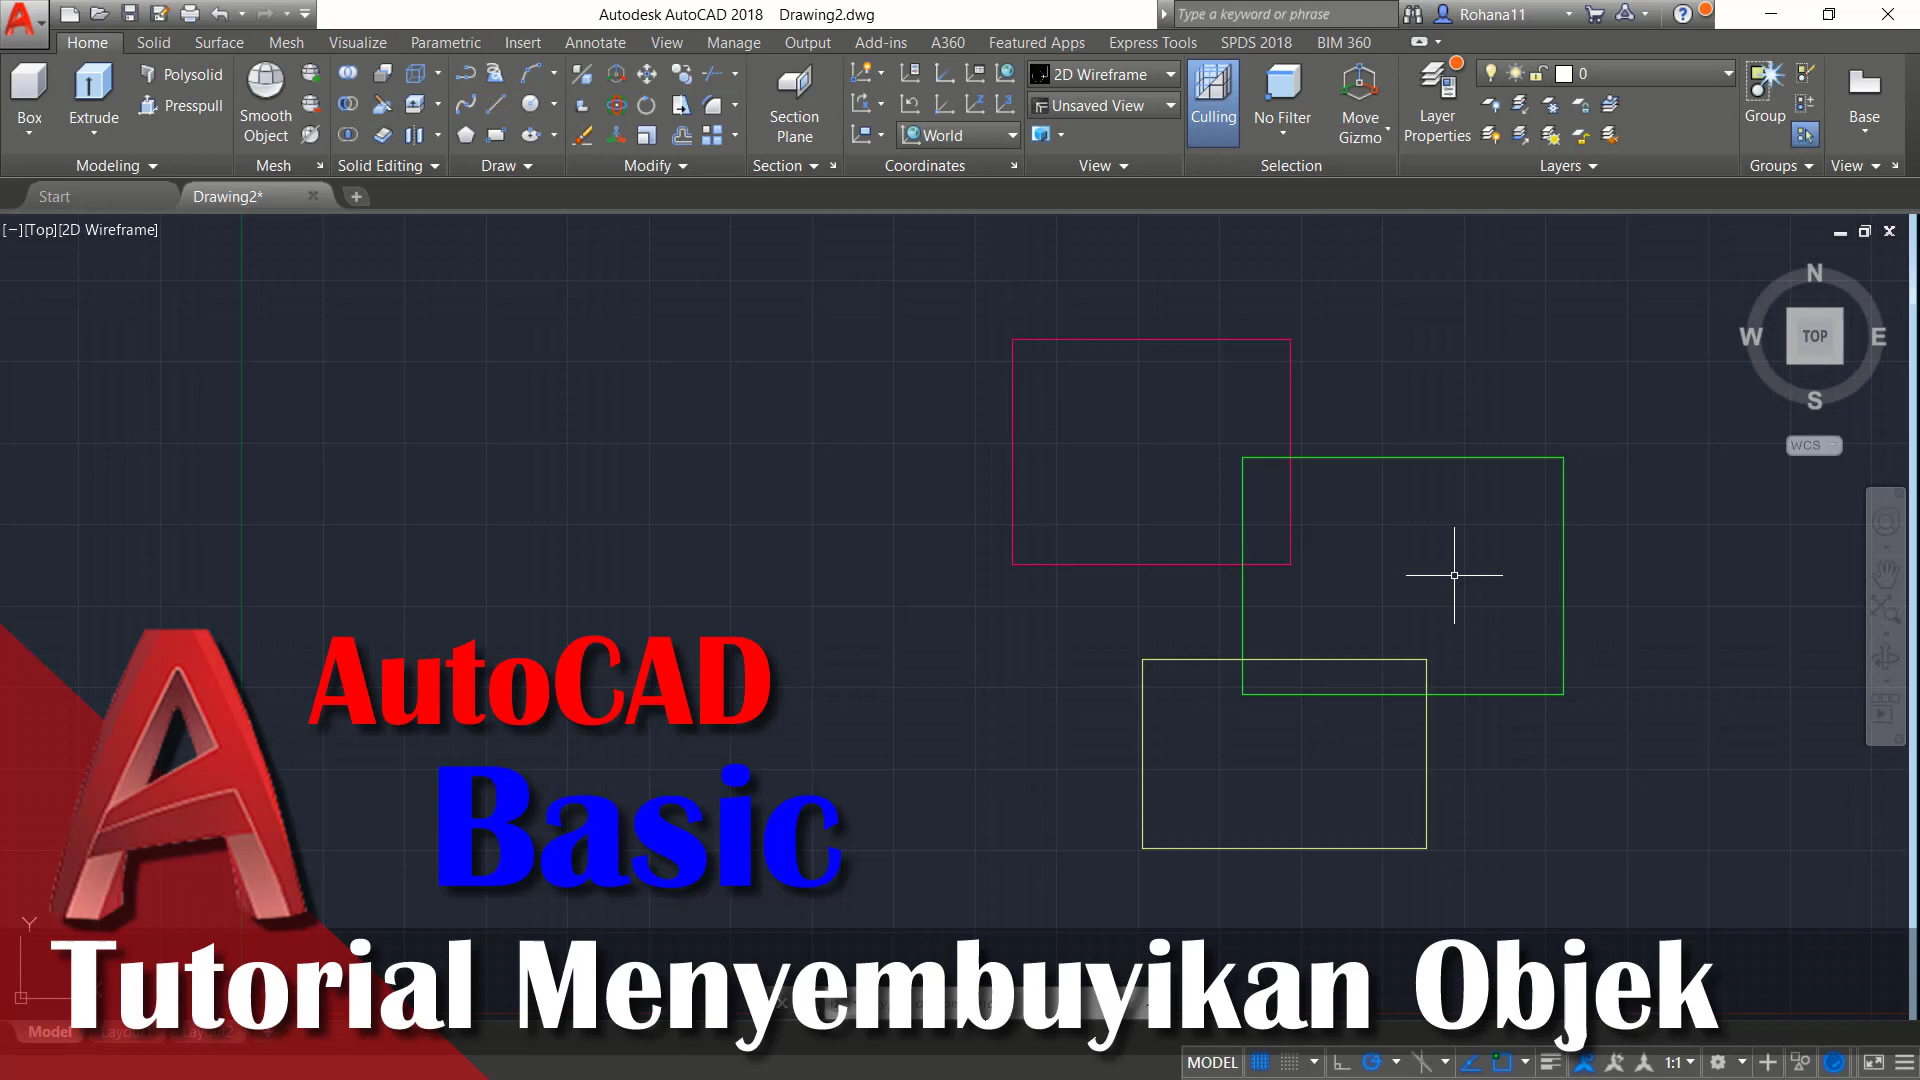 Autodesk AutoCAD 2018 Drawing2.dwg
Type a keyword or phrase
Rohana11
Home Solid Surface Mesh Visualize Parametric Insert Annotate View Manage Output Add-ins A360 Featured Apps Express Tools SPDS 2018 BIM 360
Box
Extrude
Polysolid
Presspull
Smooth Object
Section Plane
World
2D Wireframe
Unsaved View
Culling
No Filter
Move Gizmo
Layer Properties
0
Group
Base
Modeling Mesh Solid Editing Draw Modify Section Coordinates View Selection Layers Groups View
Start Drawing2*
[−][Top][2D Wireframe]
N
W TOP E
S
WCS
AutoCAD
Basic
Y
Tutorial Menyembuyikan Objek
Model
MODEL 1:1